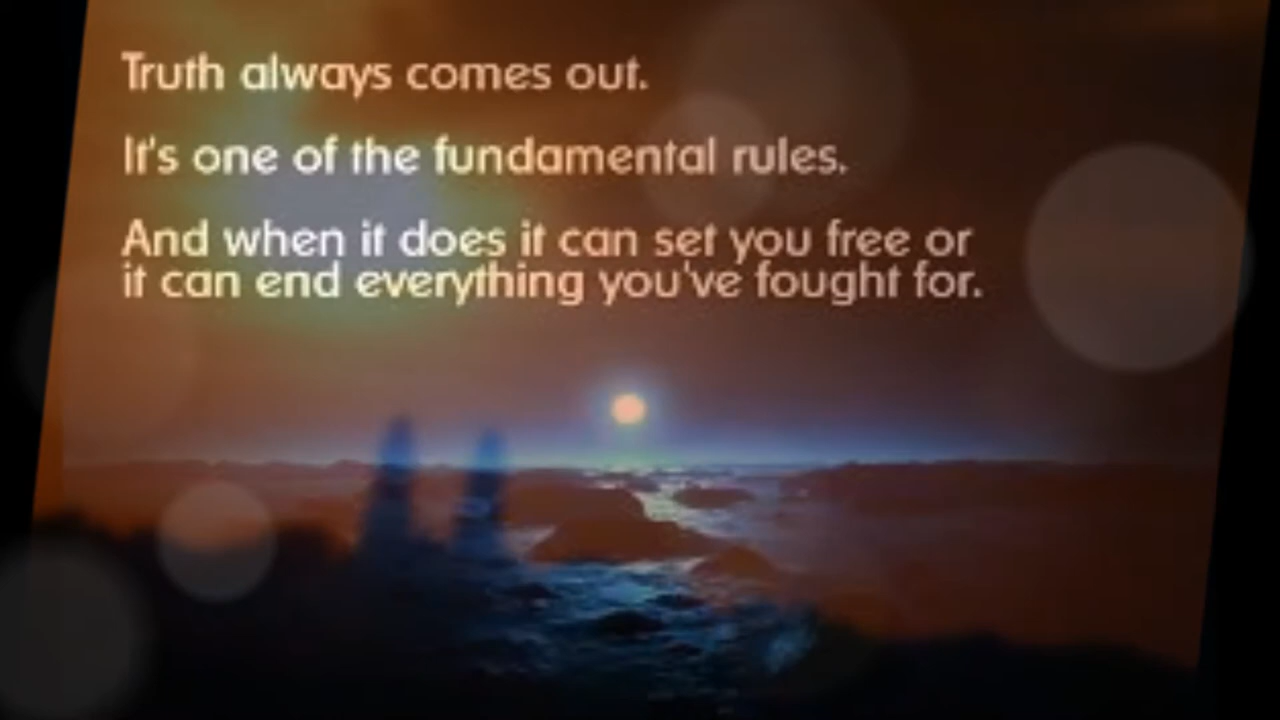 Truth always comes out.
It's one of the fundamental rules.
And when it does it can set you free or
it can end everything you've fought for.